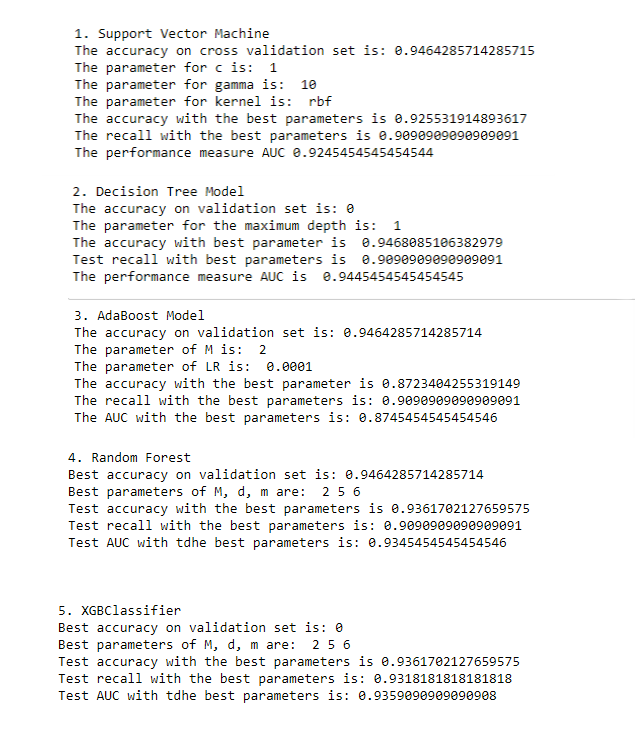 1. Support Vector Machine
The accuracy on cross validation set is: 0.9464285714285715
The parameter for c is:  1
The parameter for gamma is:  10
The parameter for kernel is:  rbf
The accuracy with the best parameters is 0.925531914893617
The recall with the best parameters is 0.9090909090909091
The performance measure AUC 0.9245454545454544
2. Decision Tree Model
The accuracy on validation set is: 0
The parameter for the maximum depth is:  1
The accuracy with best parameter is  0.9468085106382979
Test recall with best parameters is  0.9090909090909091
The performance measure AUC is  0.9445454545454545
3. AdaBoost Model
The accuracy on validation set is: 0.9464285714285714
The parameter of M is:  2
The parameter of LR is:  0.0001
The accuracy with the best parameter is 0.8723404255319149
The recall with the best parameters is: 0.9090909090909091
The AUC with the best parameters is: 0.8745454545454546
4. Random Forest
Best accuracy on validation set is: 0.9464285714285714
Best parameters of M, d, m are:  2 5 6
Test accuracy with the best parameters is 0.9361702127659575
Test recall with the best parameters is: 0.9090909090909091
Test AUC with tdhe best parameters is: 0.9345454545454546
5. XGBClassifier
Best accuracy on validation set is: 0
Best parameters of M, d, m are:  2 5 6
Test accuracy with the best parameters is 0.9361702127659575
Test recall with the best parameters is: 0.9318181818181818
Test AUC with tdhe best parameters is: 0.9359090909090908